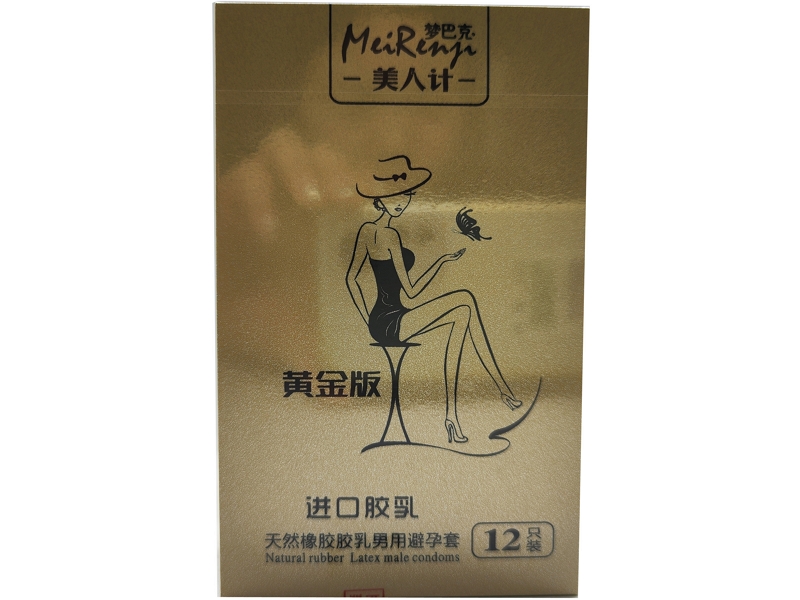 梦巴克
MeiRenji
美人计
黄金版
进口胶乳
天然橡胶胶乳男用避孕套
Natural rubber Latex male condoms
12只装